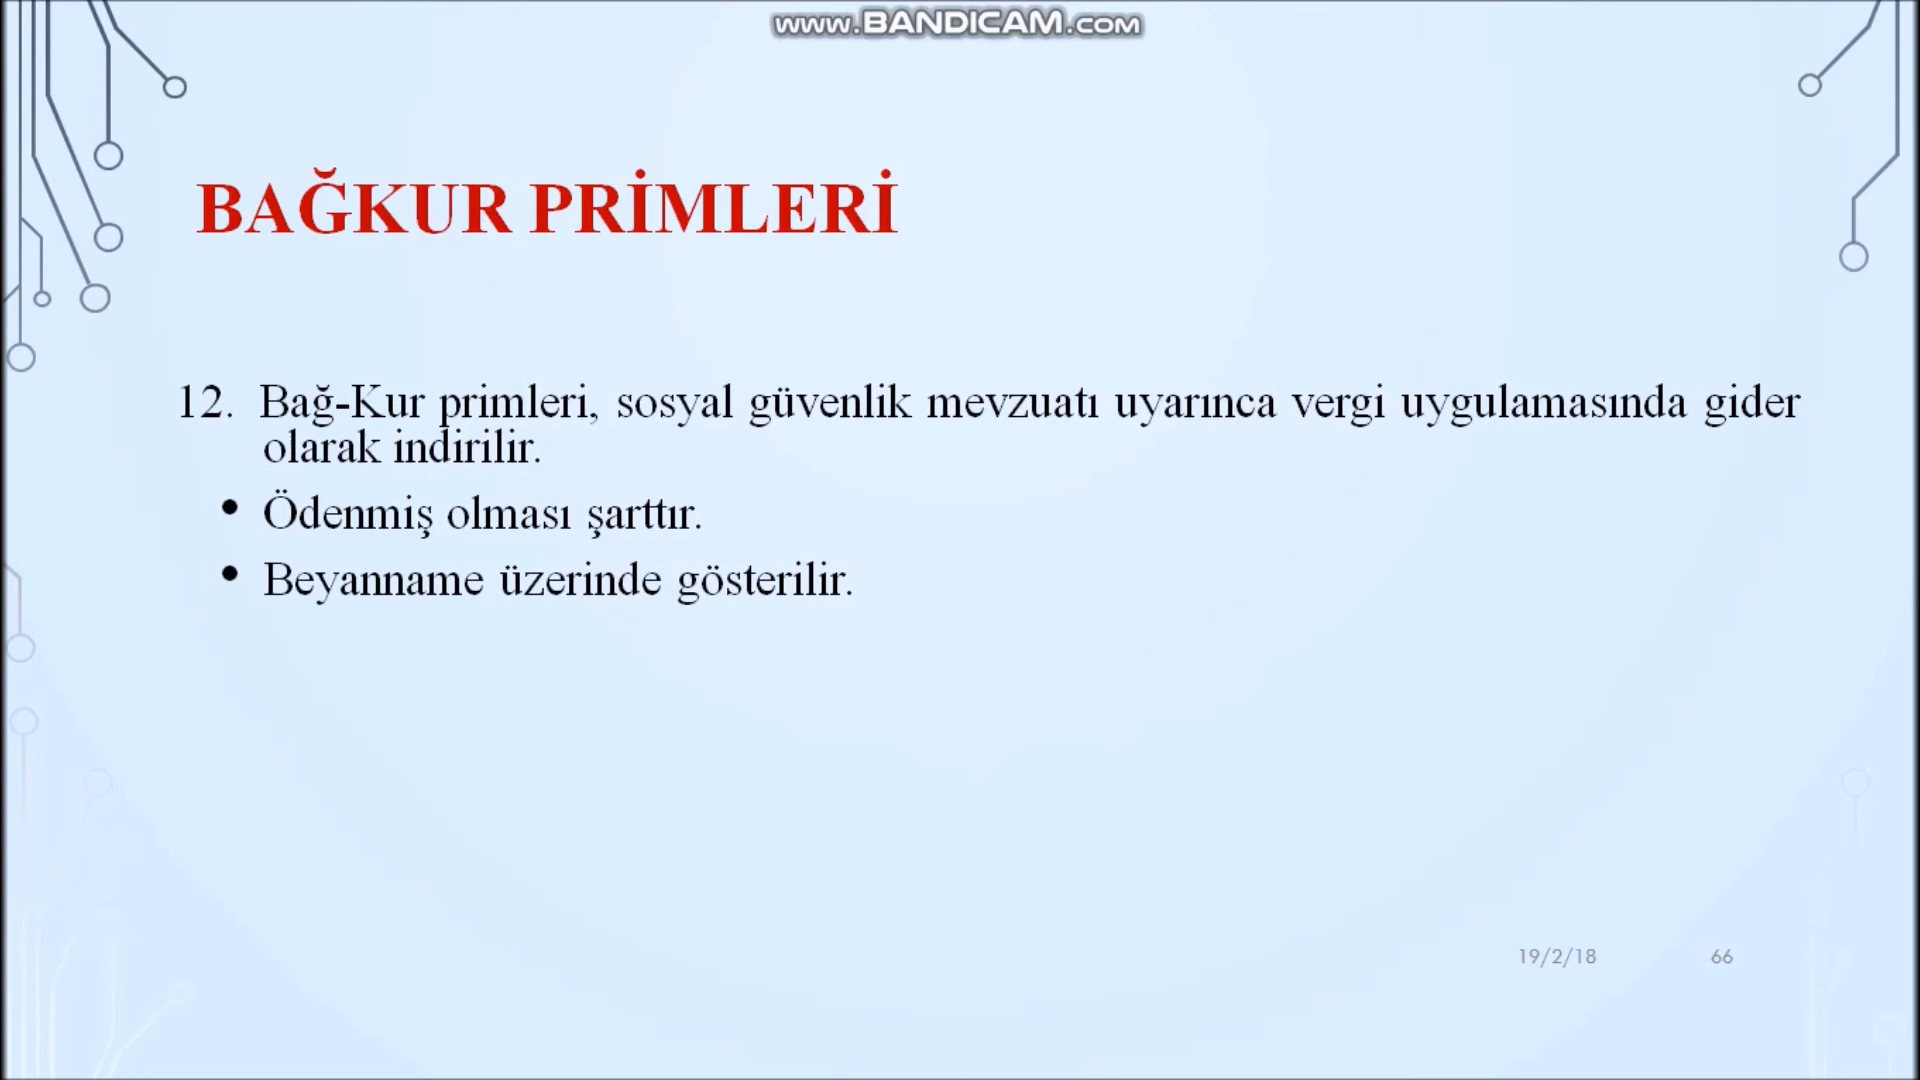 www.BANDICAM.com
BAĞKUR PRİMLERİ
12. Bağ-Kur primleri, sosyal güvenlik mevzuatı uyarınca vergi uygulamasında gider
olarak indirilir.
• Ödenmiş olması şarttır.
• Beyanname üzerinde gösterilir.
19/2/18 66